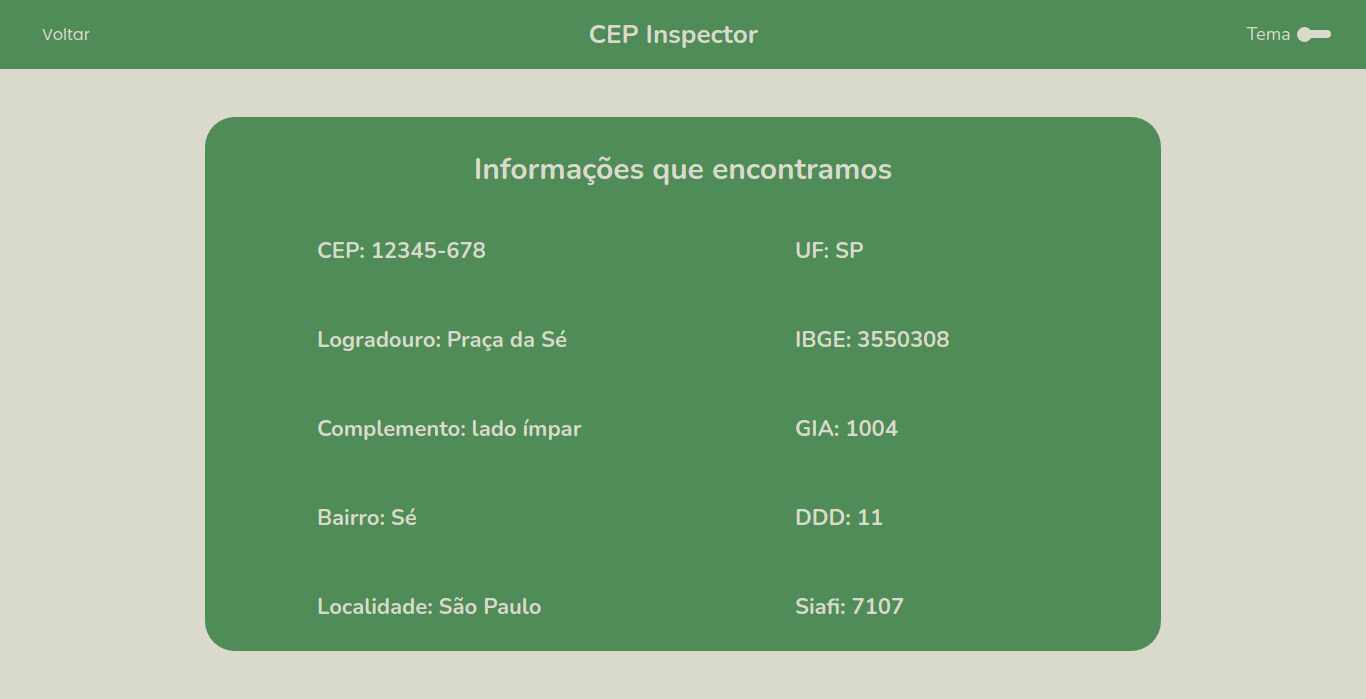 Voltar
CEP Inspector
Tema
Informações que encontramos
CEP: 12345-678
UF: SP
Logradouro: Praça da Sé
IBGE: 3550308
Complemento: lado ímpar
GIA: 1004
Bairro: Sé
DDD: 11
Localidade: São Paulo
Siafi: 7107